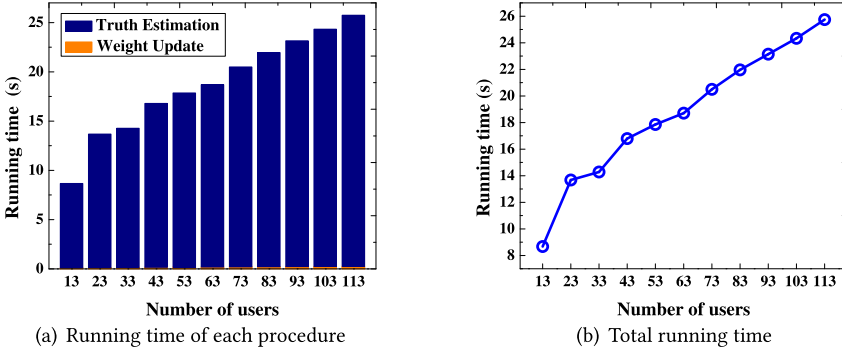 Truth Estimation
Weight Update
25
20
15
10
5
0
Running time (s)
13 23 33 43 53 63 73 83 93 103 113
Number of users
(a) Running time of each procedure
26
24
22
20
18
16
14
12
10
8
Running time (s)
13 23 33 43 53 63 73 83 93 103 113
Number of users
(b) Total running time